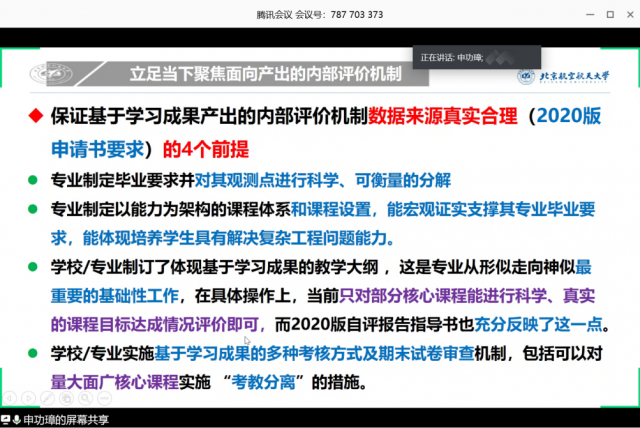 腾讯会议 会议号：787 703 373
正在讲话: 申功璋;
立足当下聚焦面向产出的内部评价机制
北京航空航天大学
保证基于学习成果产出的内部评价机制数据来源真实合理（2020版
申请书要求）的4个前提
专业制定毕业要求并对其观测点进行科学、可衡量的分解
专业制定以能力为架构的课程体系和课程设置，能宏观证实支撑其专业毕业要
求，能体现培养学生具有解决复杂工程问题能力。
学校/专业制订了体现基于学习成果的教学大纲 ，这是专业从形似走向神似最
重要的基础性工作，在具体操作上，当前只对部分核心课程能进行科学、真实
的课程目标达成情况评价即可，而2020版自评报告指导书也充分反映了这一点。
学校/专业实施基于学习成果的多种考核方式及期末试卷审查机制，包括可以对
量大面广核心课程实施 “考教分离”的措施。
申功璋的屏幕共享